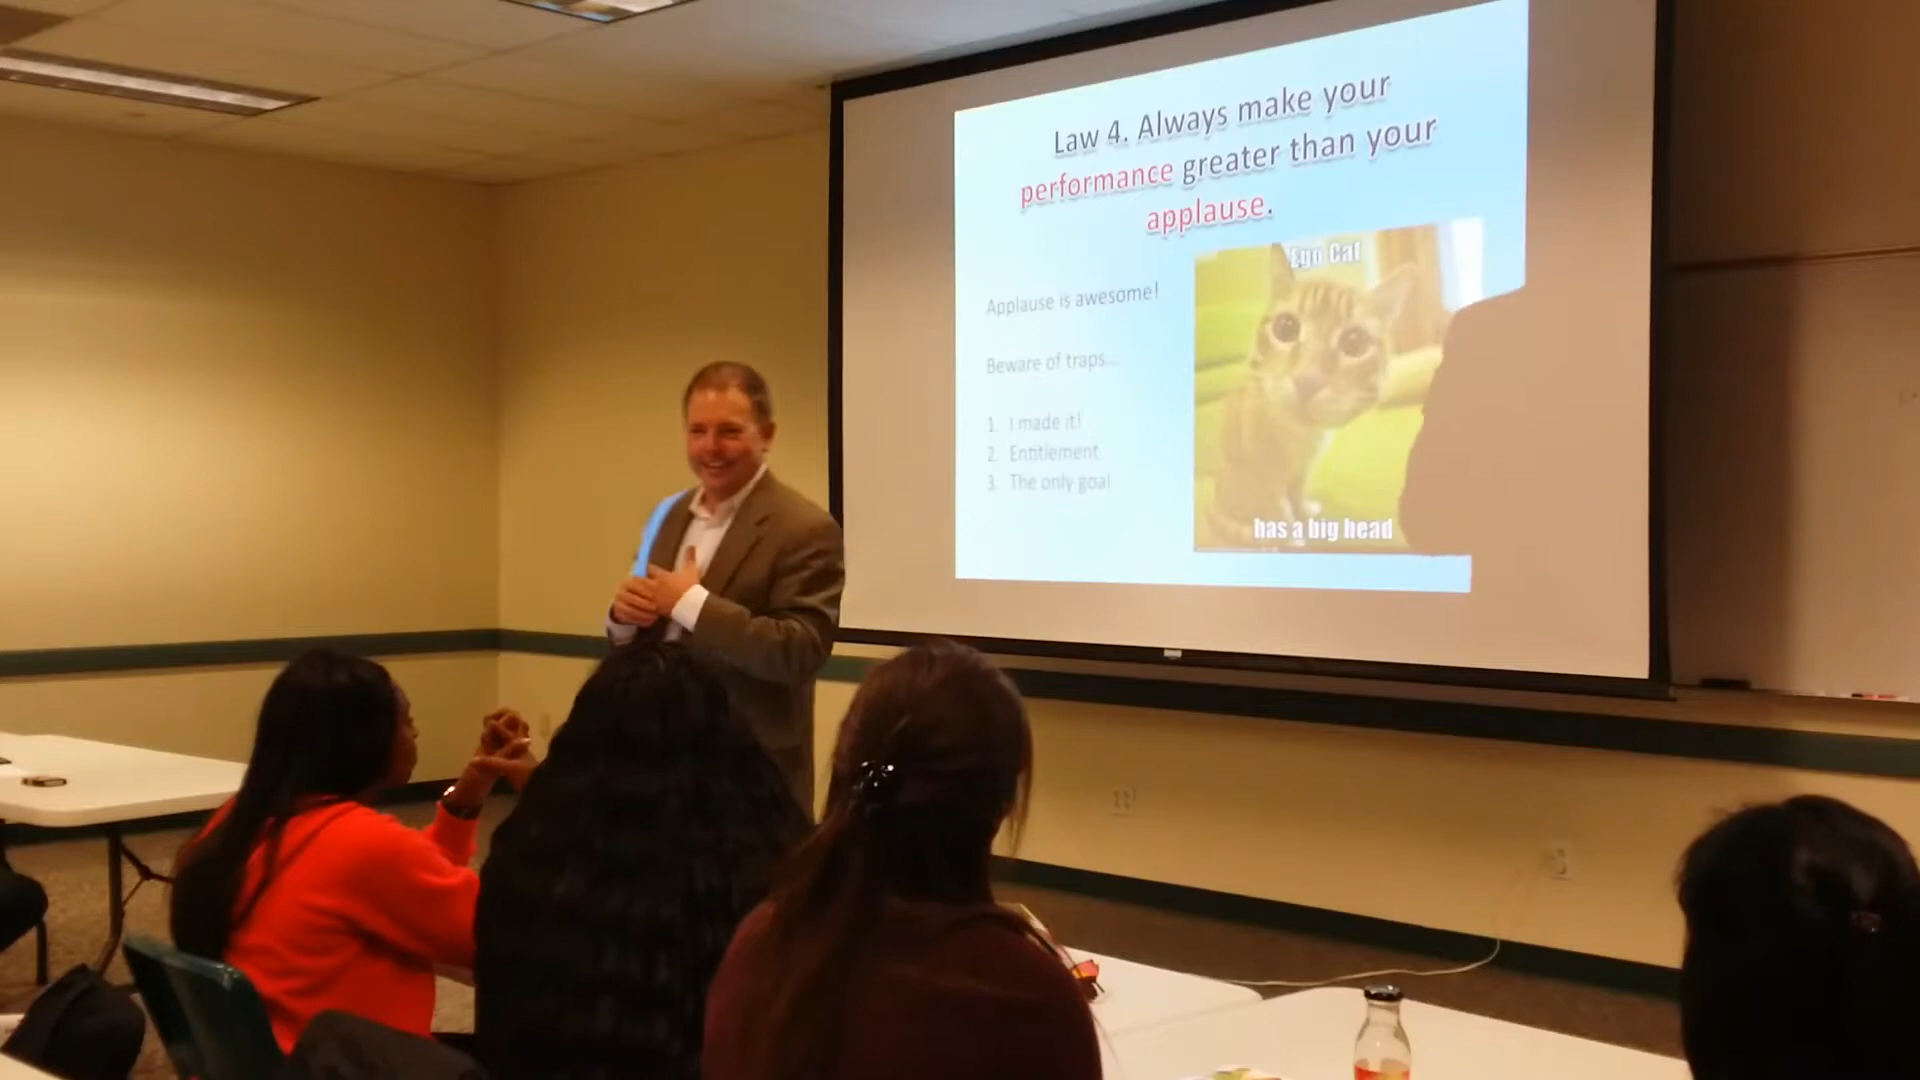 Law 4. Always make your
performance greater than your
applause.
Applause is awesome!
Beware of traps...
1. I made it!
2. Entitlement
3. The only goal
Ego Cat
has a big head